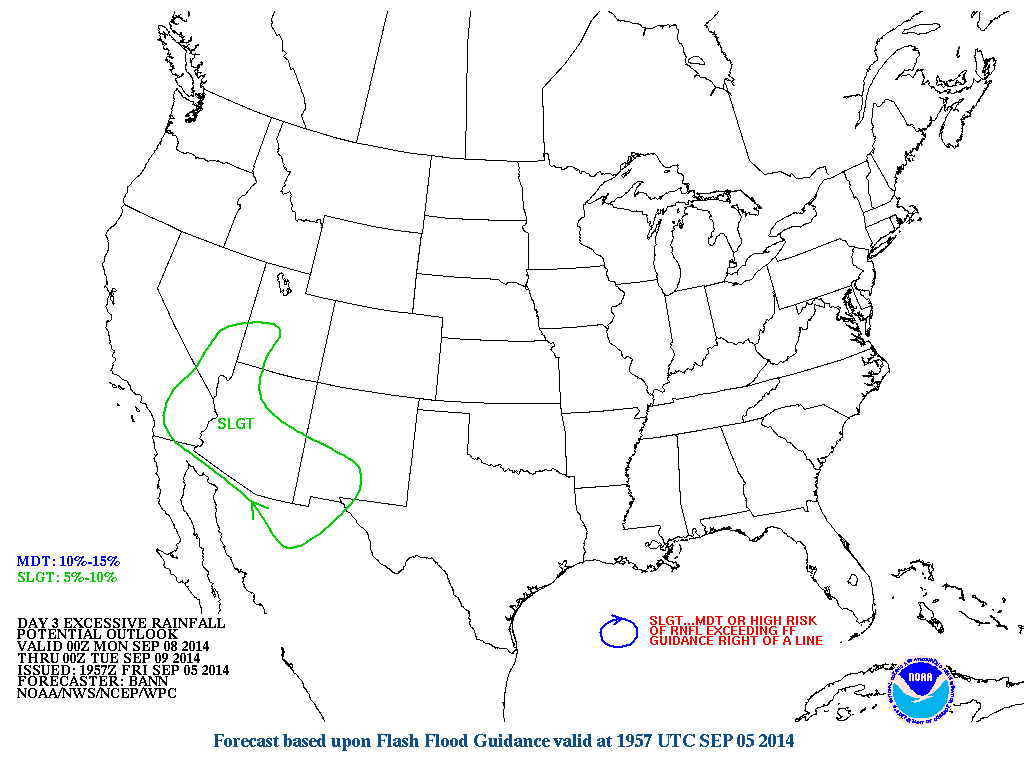 SLGT
MDT: 10%-15%
SLGT: 5%-10%
DAY 3 EXCESSIVE RAINFALL
POTENTIAL OUTLOOK
VALID 00Z MON SEP 08 2014
THRU 00Z TUE SEP 09 2014
ISSUED: 1957Z FRI SEP 05 2014
FORECASTER: BANN
NOAA/NWS/NCEP/WPC
SLGT...MDT OR HIGH RISK
OF RNFL EXCEEDING FF
GUIDANCE RIGHT OF A LINE
NOAA
Forecast based upon Flash Flood Guidance valid at 1957 UTC SEP 05 2014